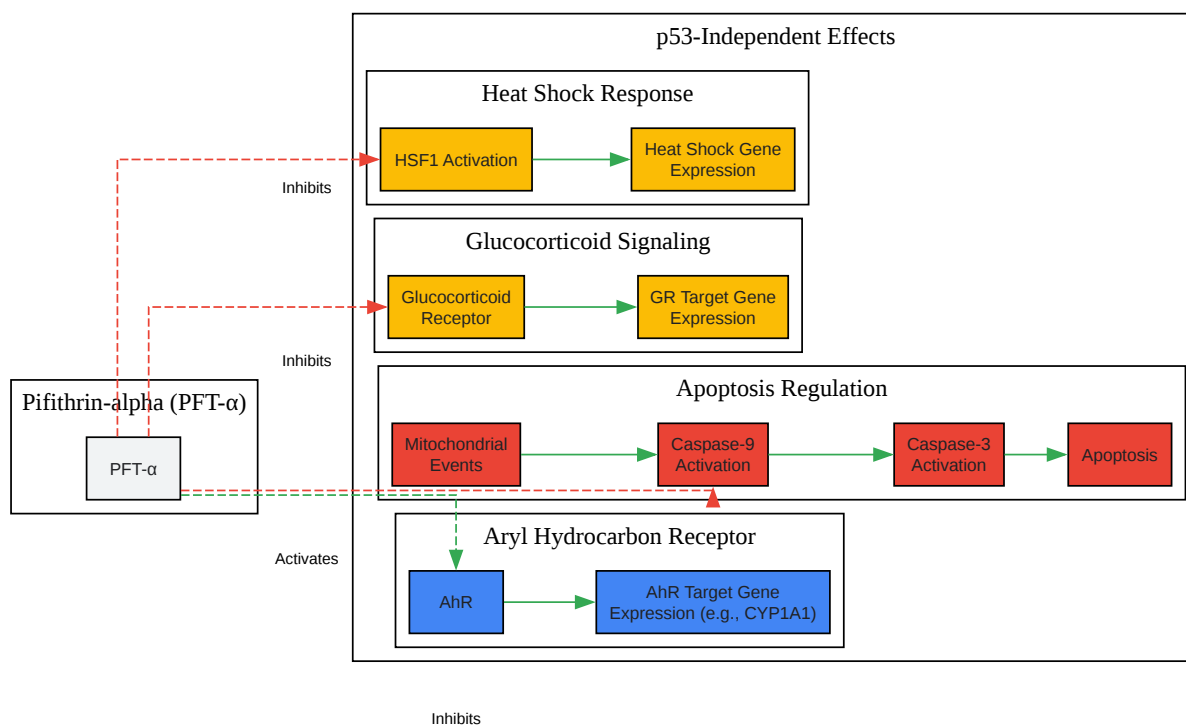 p53-Independent Effects
Heat Shock Response
HSF1 Activation
Heat Shock Gene
Expression
Inhibits
Glucocorticoid Signaling
Glucocorticoid
Receptor
GR Target Gene
Expression
Inhibits
Pifithrin-alpha (PFT-α)
PFT-α
Apoptosis Regulation
Mitochondrial
Events
Caspase-9
Activation
Caspase-3
Activation
Apoptosis
Aryl Hydrocarbon Receptor
Activates
AhR
AhR Target Gene
Expression (e.g., CYP1A1)
Inhibits